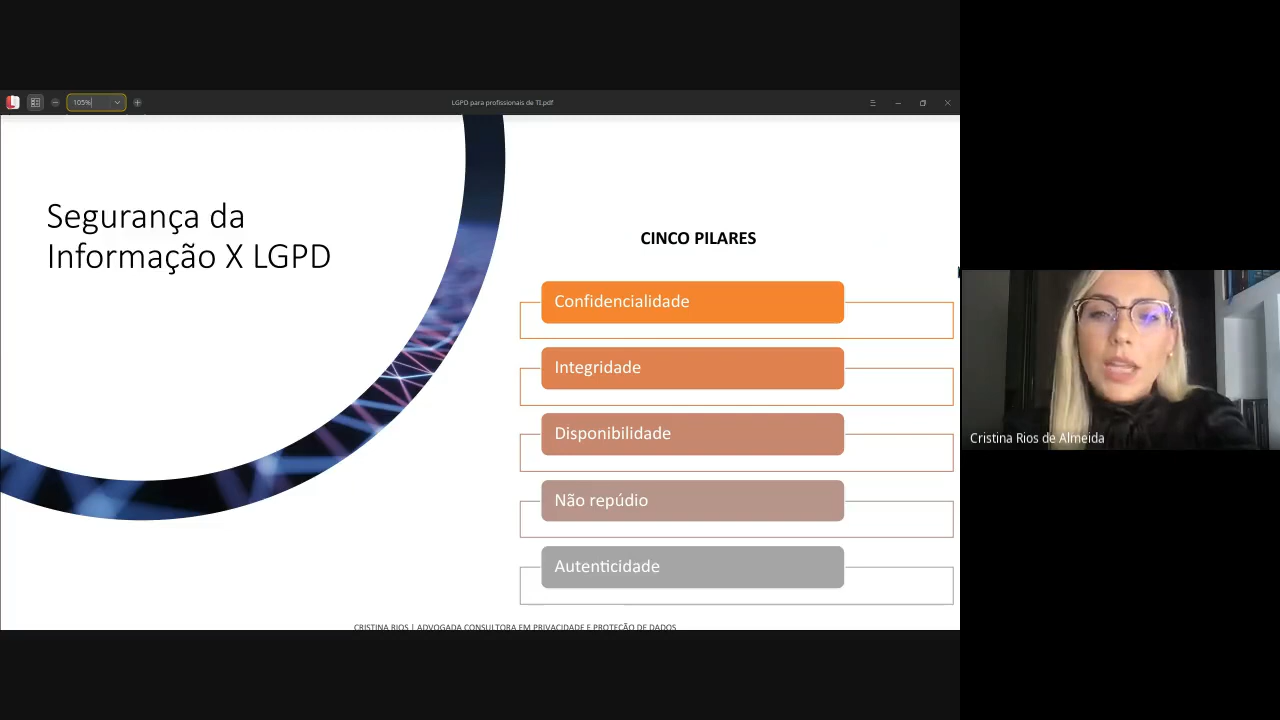 105%
LGPD para profissionais de TI.pdf
Segurança da
Informação X LGPD
CINCO PILARES
Confidencialidade
Integridade
Disponibilidade
Não repúdio
Autenticidade
CRISTINA RIOS | ADVOGADA CONSULTORA EM PRIVACIDADE E PROTEÇÃO DE DADOS
Cristina Rios de Almeida